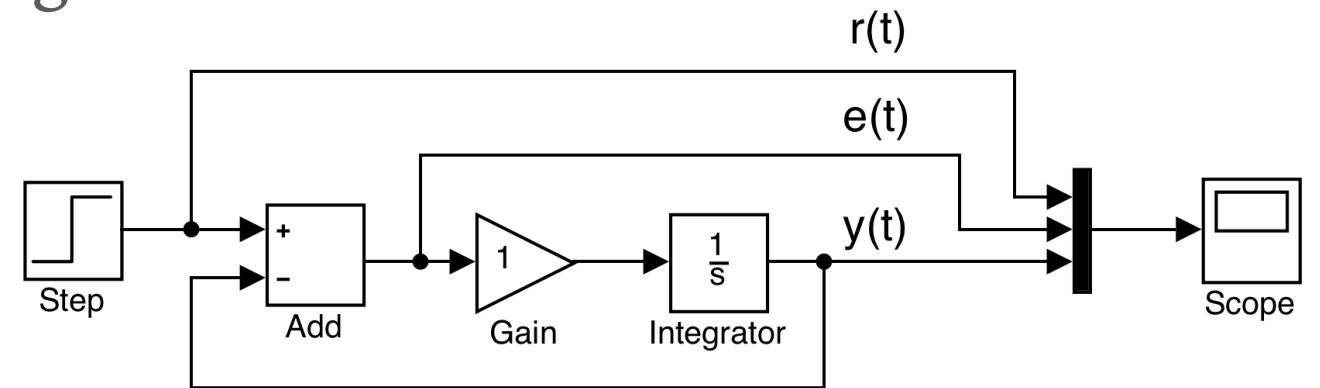 g
r(t)
e(t)
y(t)
+
−
1
1
s
Step
Add
Gain
Integrator
Scope